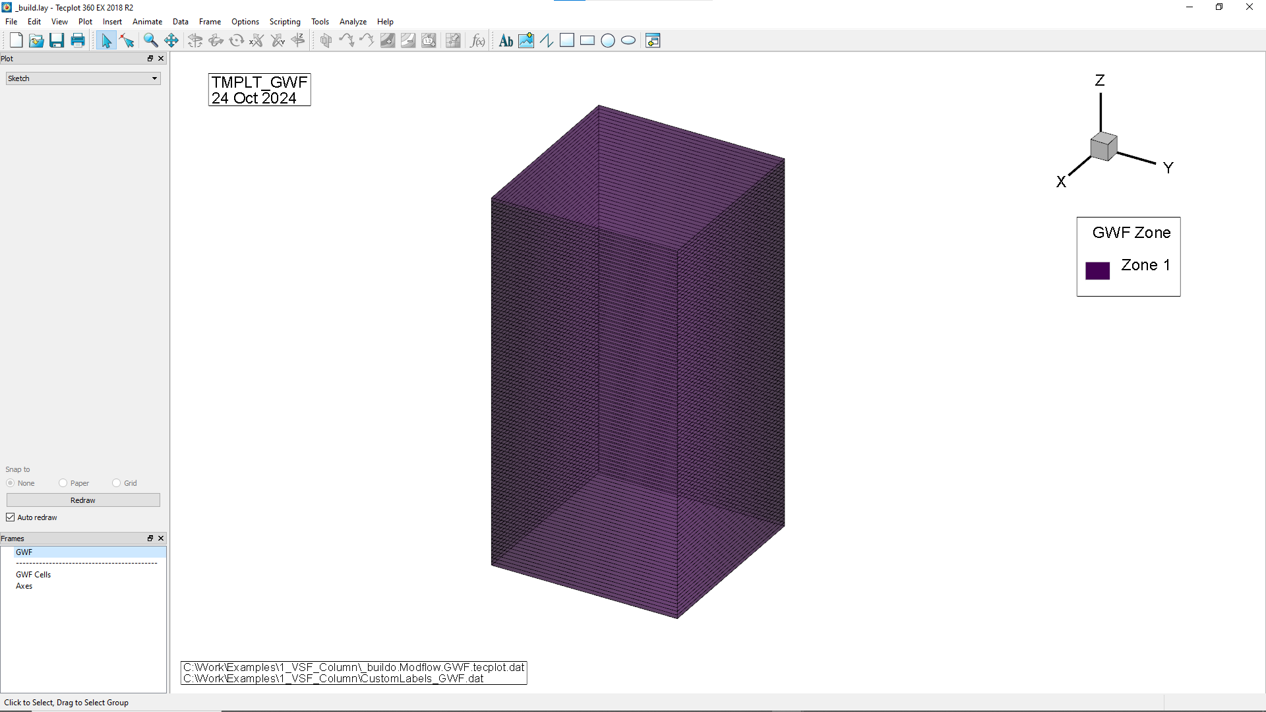 _build.lay - Tecplot 360 EX 2018 R2
File Edit View Plot Insert Animate Data Frame Options Scripting Tools Analyze Help
Plot
Sketch
TMPLT_GWF
24 Oct 2024
Z
X
Y
GWF Zone
Zone 1
Snap to
None Paper Grid
Redraw
Auto redraw
Frames
GWF
GWF Cells
Axes
C:\Work\Examples\1_VSF_Column\_buildo.Modflow.GWF.tecplot.dat
C:\Work\Examples\1_VSF_Column\CustomLabels_GWF.dat
Click to Select, Drag to Select Group